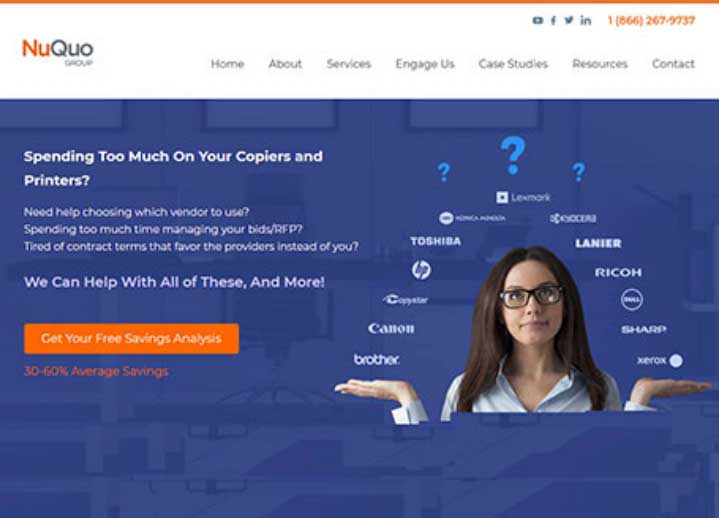 1 (866) 267-9737
NuQuo
GROUP
Home About Services Engage Us Case Studies Resources Contact
Spending Too Much On Your Copiers and
Printers?
Need help choosing which vendor to use?
Spending too much time managing your bids/RFP?
Tired of contract terms that favor the providers instead of you?
We Can Help With All of These, And More!
Get Your Free Savings Analysis
30-60% Average Savings
? ? ?
Lexmark
KONICA MINOLTA KYOCERA
TOSHIBA LANIER
hp RICOH
Copystar DELL
Canon SHARP
brother. xerox